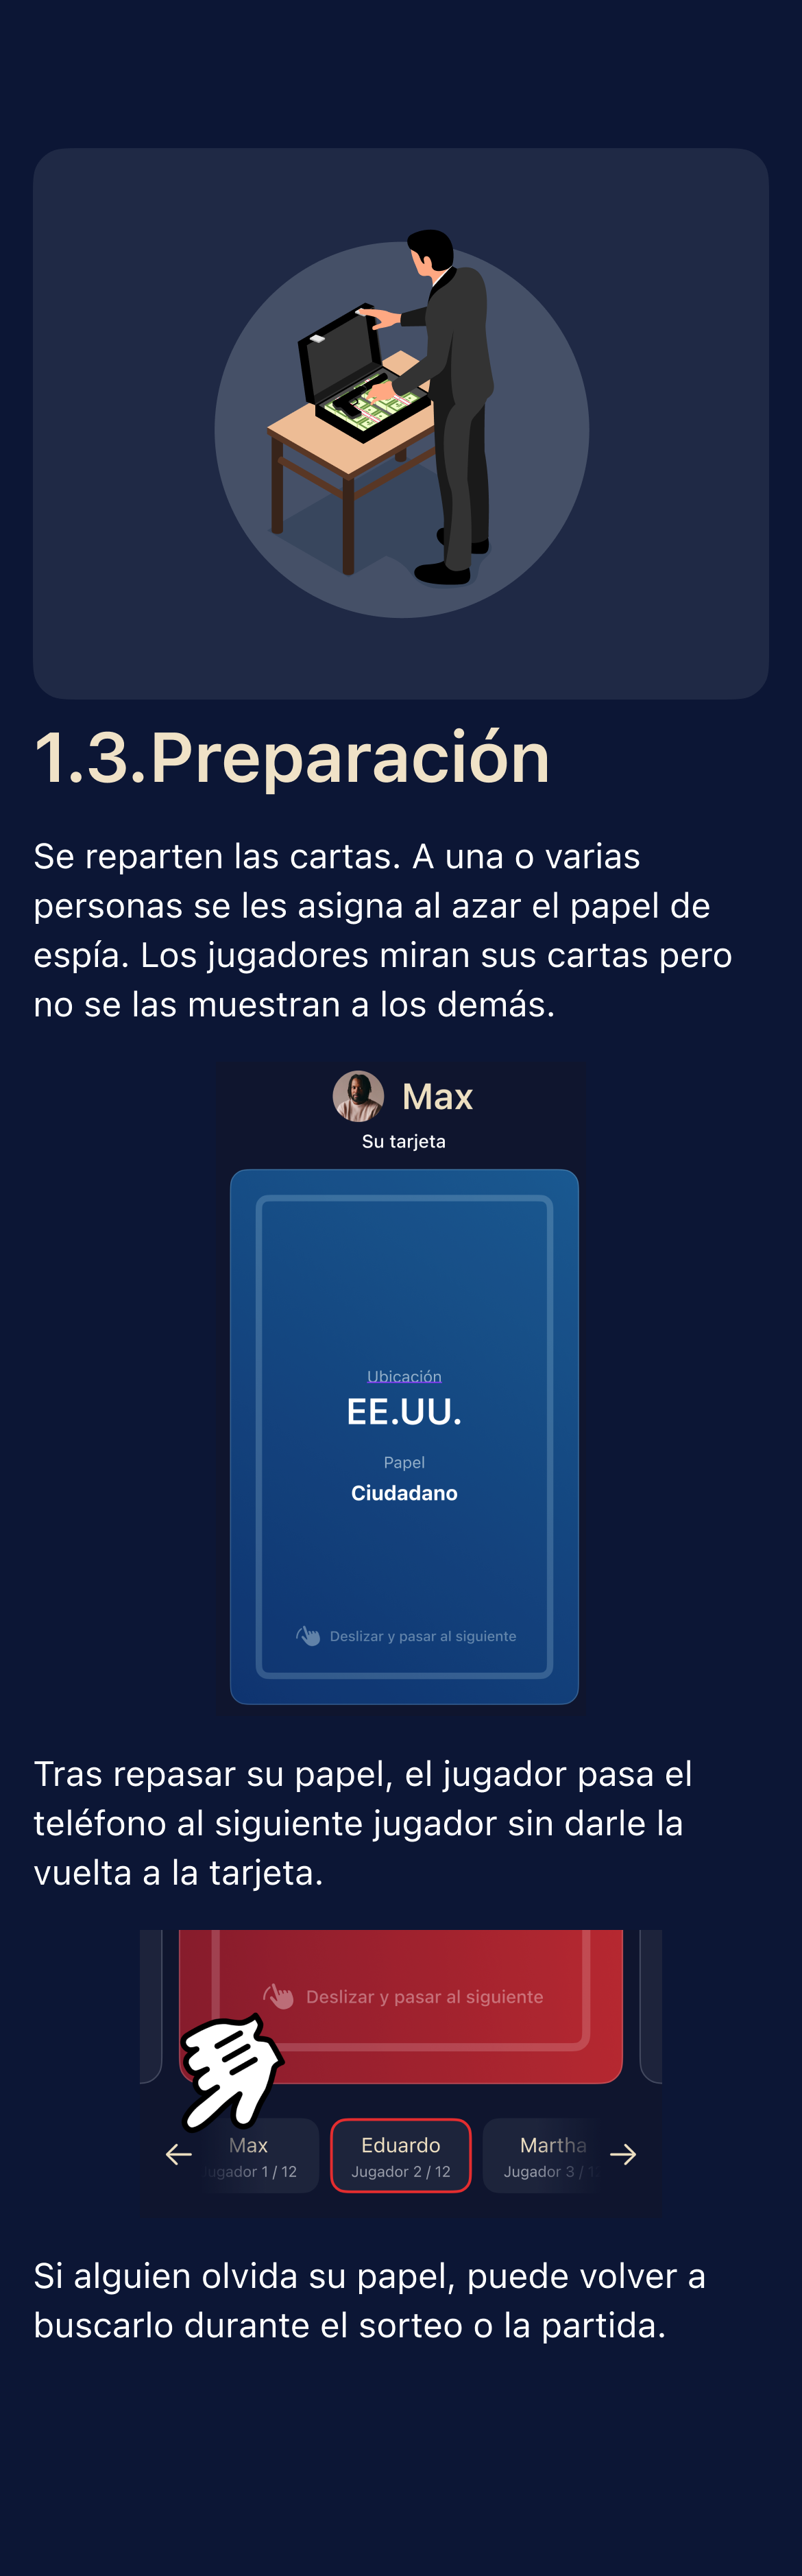 1.3.Preparación
Se reparten las cartas. A una o varias
personas se les asigna al azar el papel de
espía. Los jugadores miran sus cartas pero
no se las muestran a los demás.
Max
Su tarjeta
Ubicación
EE.UU.
Papel
Ciudadano
Deslizar y pasar al siguiente
Tras repasar su papel, el jugador pasa el
teléfono al siguiente jugador sin darle la
vuelta a la tarjeta.
Deslizar y pasar al siguiente
Max
ugador 1 / 12
Eduardo
Jugador 2 / 12
Martha
Jugador 3 / 1
Si alguien olvida su papel, puede volver a
buscarlo durante el sorteo o la partida.